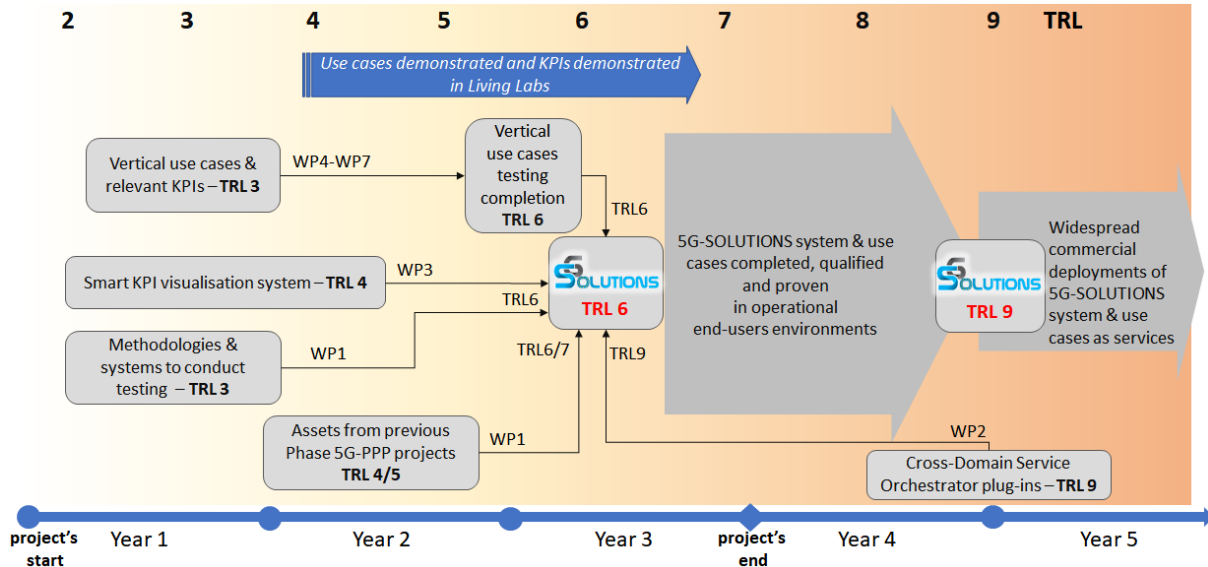 2 3 4 5 6 7 8 9 TRL
Use cases demonstrated and KPIs demonstrated
in Living Labs
Vertical use cases &
relevant KPIs – TRL 3
WP4-WP7
Vertical
use cases
testing
completion
TRL 6
TRL6
Smart KPI visualisation system – TRL 4
WP3
TRL6
Methodologies &
systems to conduct
testing – TRL 3
WP1
5G
SOLUTIONS
TRL 6
TRL6/7
TRL9
Assets from previous
Phase 5G-PPP projects
TRL 4/5
WP1
5G-SOLUTIONS system & use
cases completed, qualified
and proven
in operational
end-users environments
5G
SOLUTIONS
TRL 9
Widespread
commercial
deployments of
5G-SOLUTIONS
system & use
cases as services
WP2
Cross-Domain Service
Orchestrator plug-ins – TRL 9
project's
start
Year 1
Year 2
Year 3
project's
end
Year 4
Year 5